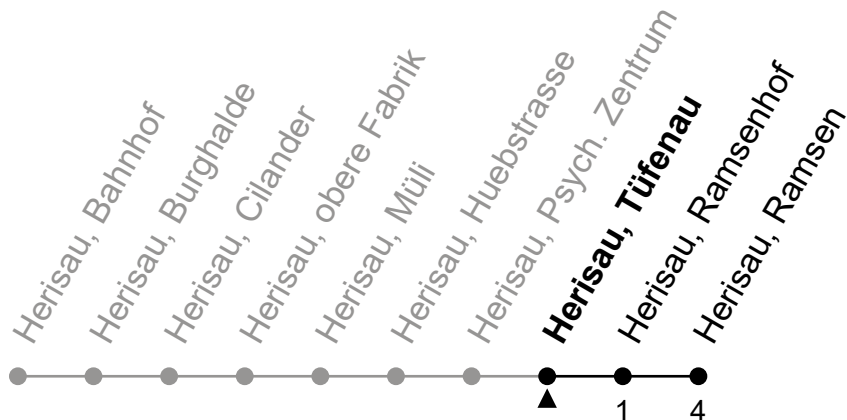 Herisau, Bahnhof
Herisau, Burghalde
Herisau, Cilander
Herisau, obere Fabrik
Herisau, Müli
Herisau, Huebstrasse
Herisau, Psych. Zentrum
Herisau, Tüfenau
Herisau, Ramsenhof
Herisau, Ramsen
1
4